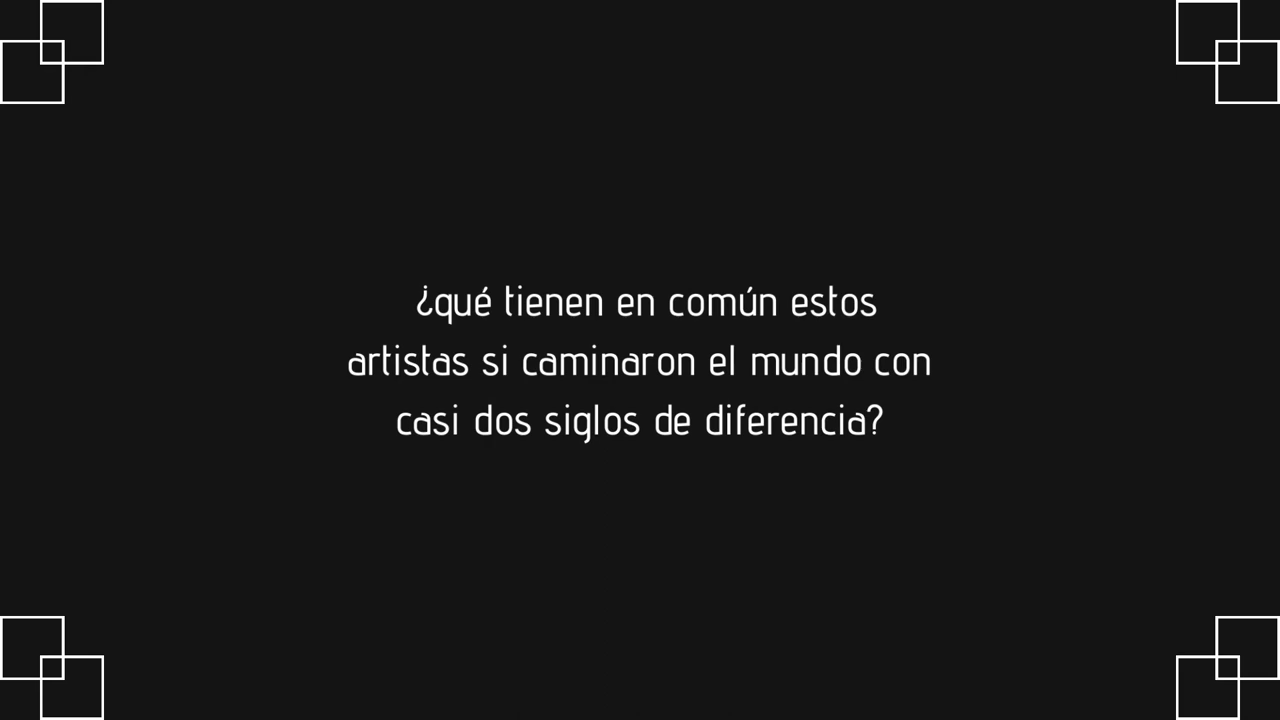 ¿qué tienen en común estos
artistas si caminaron el mundo con
casi dos siglos de diferencia?